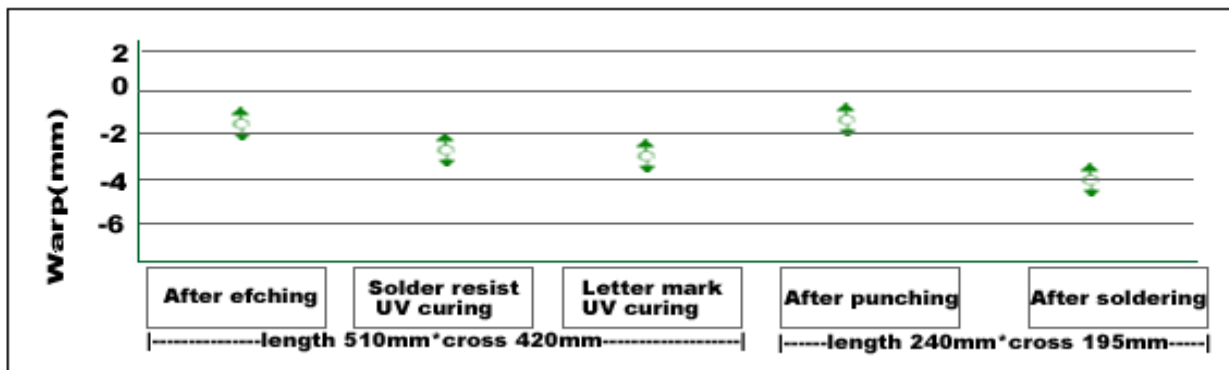 2
0
-2
-4
-6
Warp(mm)
After efching
Solder resist
UV curing
Letter mark
UV curing
After punching
After soldering
|----------------length 510mm*cross 420mm-------------------|
|------length 240mm*cross 195mm-----|